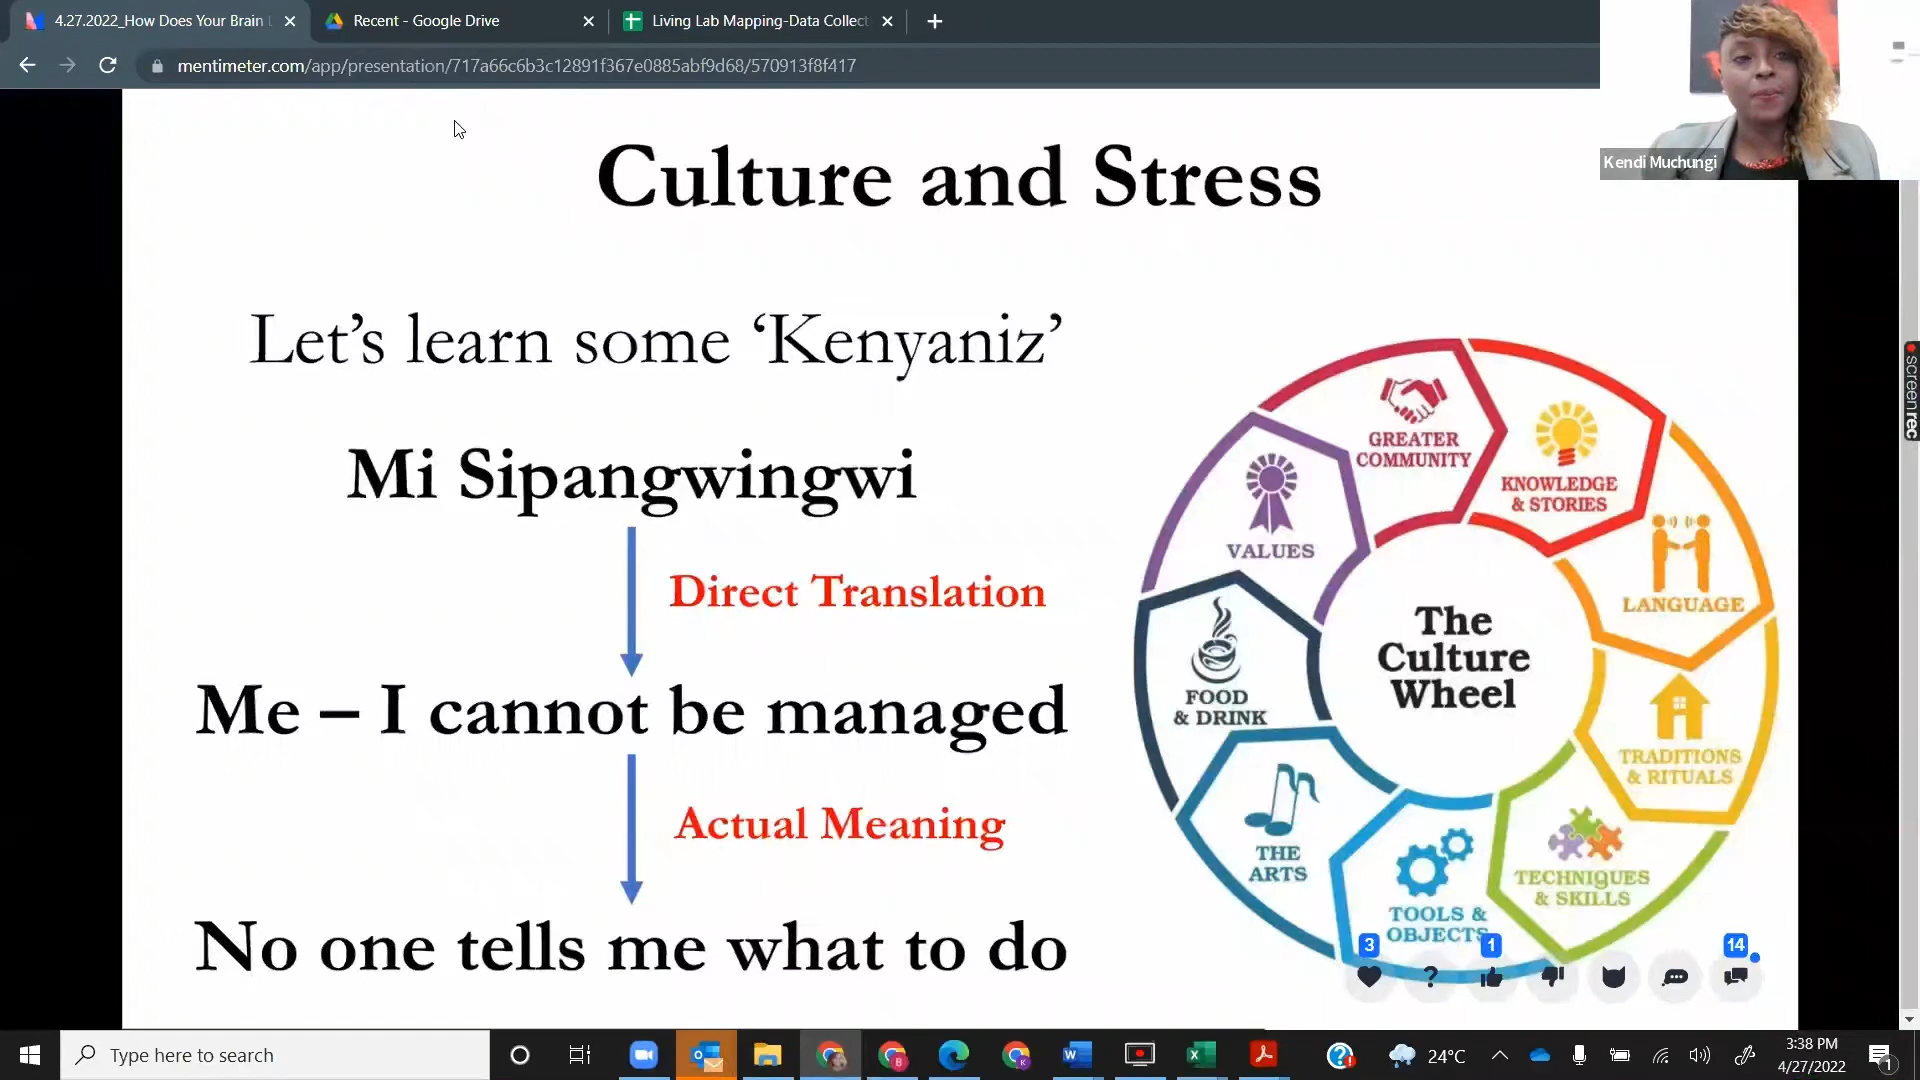 4.27.2022_How Does Your Brain
Recent - Google Drive
Living Lab Mapping-Data Collect
mentimeter.com/app/presentation/717a66c6b3c12891f367e0885abf9d68/570913f8f417
Kendi Muchungi
Culture and Stress
Let's learn some ‘Kenyaniz’
Mi Sipangwingwi
Direct Translation
Me – I cannot be managed
Actual Meaning
No one tells me what to do
GREATER
COMMUNITY
KNOWLEDGE
& STORIES
LANGUAGE
TRADITIONS
& RITUALS
TECHNIQUES
& SKILLS
TOOLS &
OBJECTS
THE
ARTS
FOOD
& DRINK
VALUES
The
Culture
Wheel
3
1
14
screenrec
Type here to search
24°C
3:38 PM
4/27/2022
1